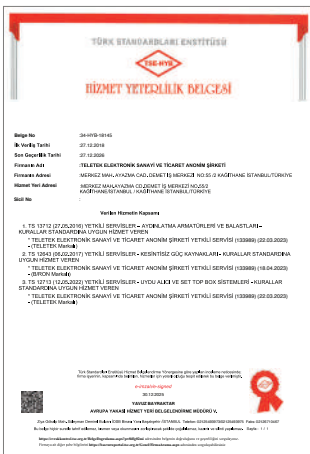 TÜRK STANDARDLARI ENSTİTÜSÜ
TSE-HYB
HİZMET YETERLİLİK BELGESİ
Belge No :34-HYB-18145
İlk Veriliş Tarihi :27.12.2019
Son Geçerlilik Tarihi :27.12.2026
Firmanın Adı :TELETEK ELEKTRONİK SANAYİ VE TİCARET ANONİM ŞİRKETİ
Firmanın Adresi :MERKEZ MAH. AYAZMA CAD. DEMET İŞ MERKEZİ NO:55 /2 KAĞITHANE İSTANBUL/TÜRKİYE
Hizmet Yeri Adresi :MERKEZ MAH. AYAZMA CD. DEMET İŞ MERKEZİ NO,55/2
KAĞITHANE/İSTANBUL / KAĞITHANE/İSTANBUL/TÜRKİYE
Sicil No :
Verilen Hizmetin Kapsamı
1. TS 13712 (27.05.2016) YETKİLİ SERVİSLER – AYDINLATMA ARMATÜRLERİ VE BALASTLARI –
KURALLAR STANDARDINA UYGUN HİZMET VEREN
* TELETEK ELEKTRONİK SANAYİ VE TİCARET ANONİM ŞİRKETİ YETKİLİ SERVİSİ (133989) (22.03.2023)
- (TELETEK Markalı)
2. TS 12643 (06.02.2017) YETKİLİ SERVİSLER – KESİNTİSİZ GÜÇ KAYNAKLARI – KURALLAR STANDARDINA
UYGUN HİZMET VEREN
* TELETEK ELEKTRONİK SANAYİ VE TİCARET ANONİM ŞİRKETİ YETKİLİ SERVİSİ (133989) (18.04.2023)
- (BİRON Markalı)
3. TS 12713 (12.05.2022) YETKİLİ SERVİSLER – UYDU ALICI VE SET TOP BOX SİSTEMLERİ – KURALLAR
STANDARDINA UYGUN HİZMET VEREN
* TELETEK ELEKTRONİK SANAYİ VE TİCARET ANONİM ŞİRKETİ YETKİLİ SERVİSİ (133989) (22.03.2023)
- (TELETEK Markalı)
e-imzalıdır/e-signed
30.12.2025
YAVUZ BAYRAKTAR
AVRUPA YAKASI HİZMET YERİ BELGELENDİRME MÜDÜRÜ V.
Sayfa : 1 / 1